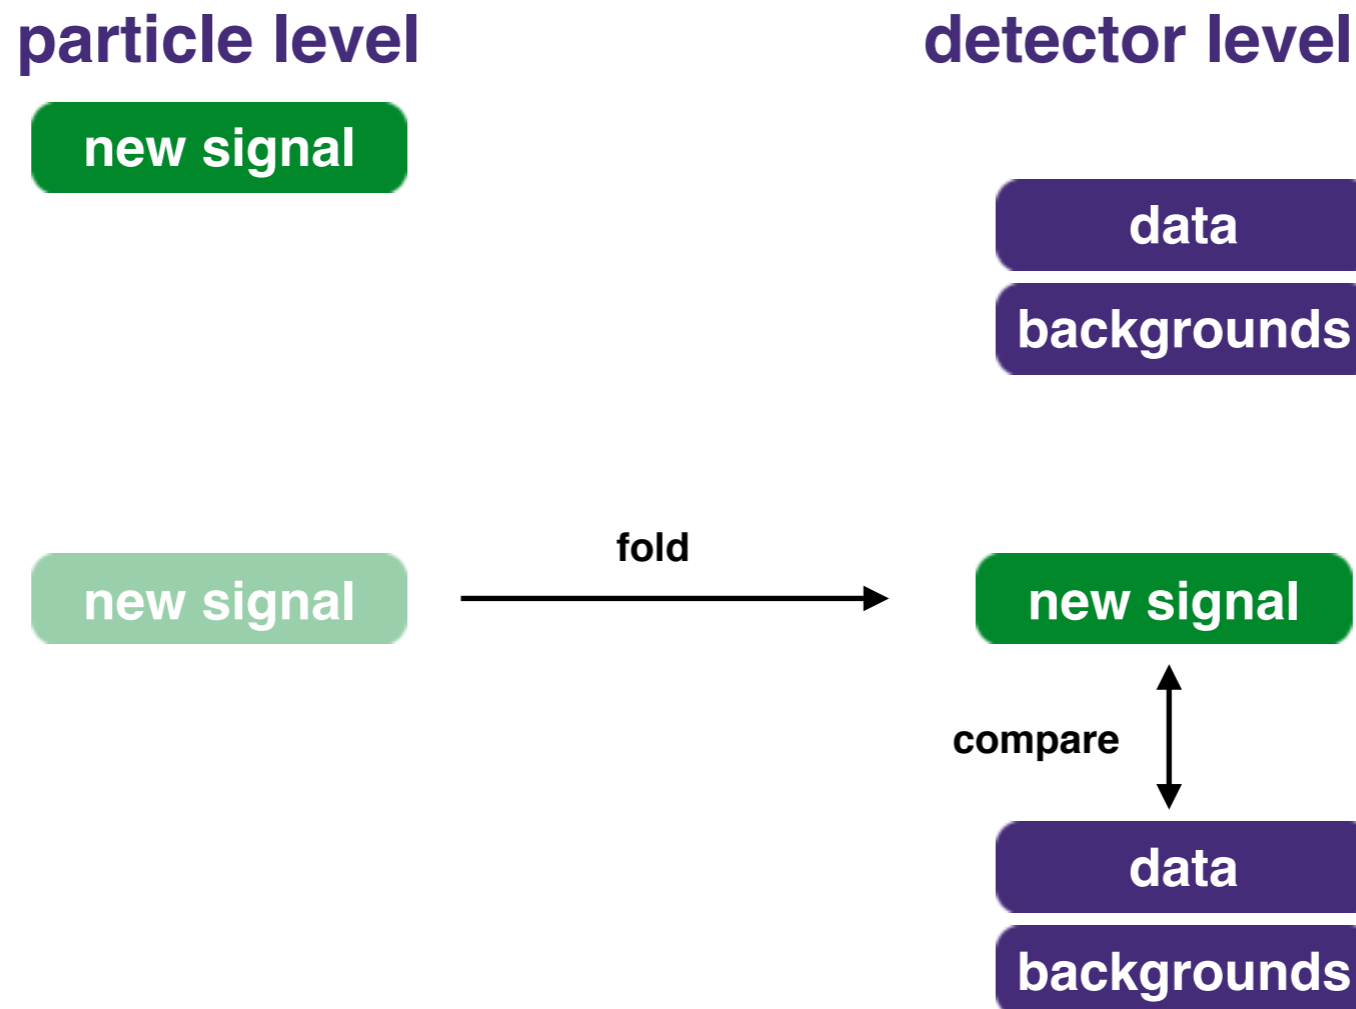 particle level
detector level
new signal
data
backgrounds
fold
new signal
new signal
compare
data
backgrounds